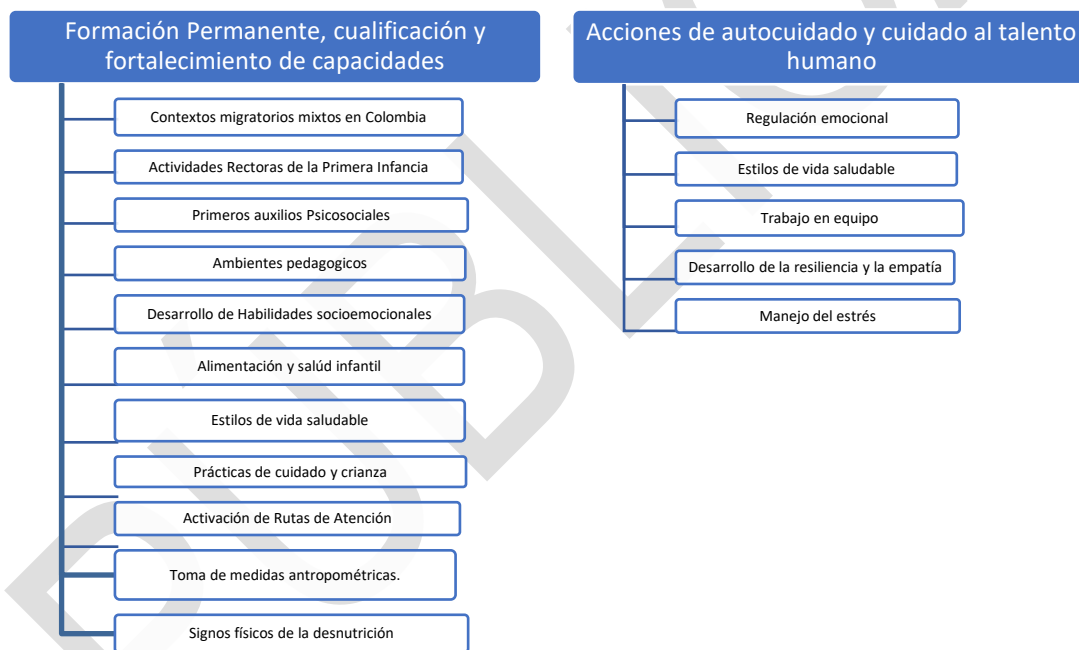 Formación Permanente, cualificación y
fortalecimiento de capacidades
Contextos migratorios mixtos en Colombia
Actividades Rectoras de la Primera Infancia
Primeros auxilios Psicosociales
Ambientes pedagogicos
Desarrollo de Habilidades socioemocionales
Alimentación y salúd infantil
Estilos de vida saludable
Prácticas de cuidado y crianza
Activación de Rutas de Atención
Toma de medidas antropométricas.
Signos físicos de la desnutrición
Acciones de autocuidado y cuidado al talento
humano
Regulación emocional
Estilos de vida saludable
Trabajo en equipo
Desarrollo de la resiliencia y la empatía
Manejo del estrés